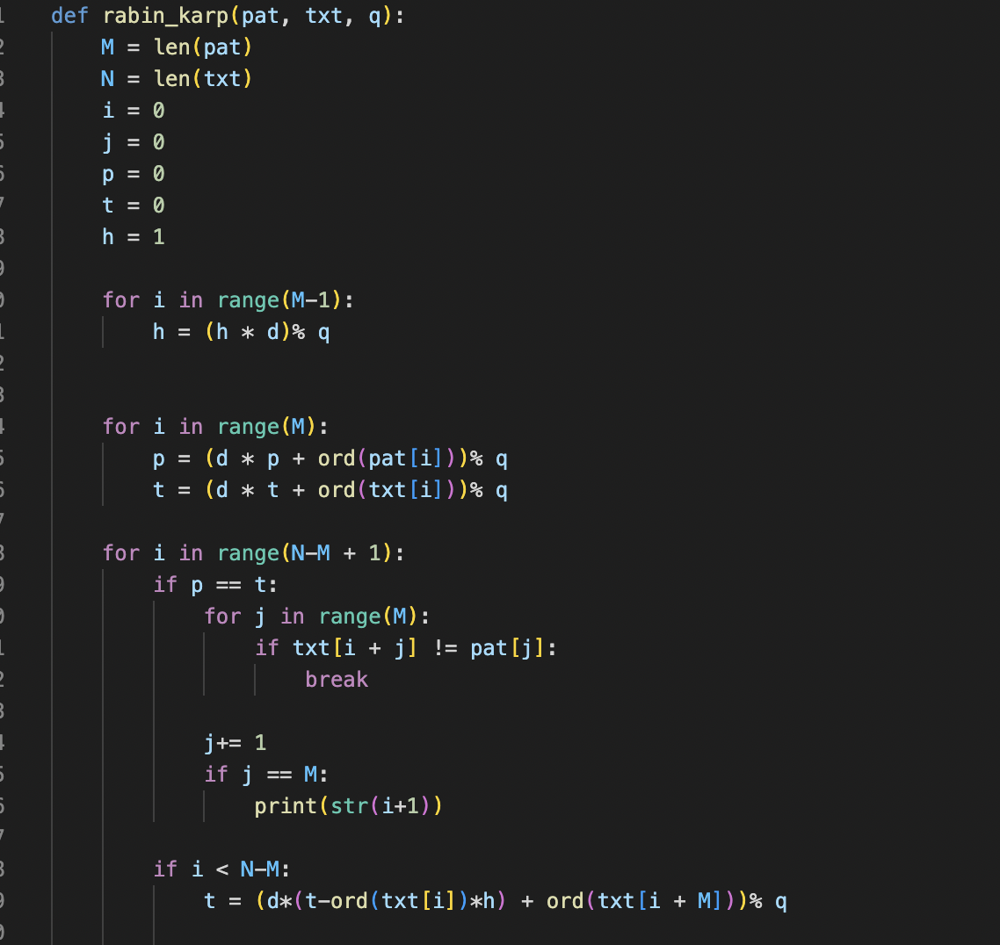 def rabin_karp(pat, txt, q):
    M = len(pat)
    N = len(txt)
    i = 0
    j = 0
    p = 0
    t = 0
    h = 1
    for i in range(M-1):
        h = (h * d)% q
    for i in range(M):
        p = (d * p + ord(pat[i]))% q
        t = (d * t + ord(txt[i]))% q
    for i in range(N-M + 1):
        if p == t:
            for j in range(M):
                if txt[i + j] != pat[j]:
                    break
            j+= 1
            if j == M:
                print(str(i+1))
        if i < N-M:
            t = (d*(t-ord(txt[i])*h) + ord(txt[i + M]))% q